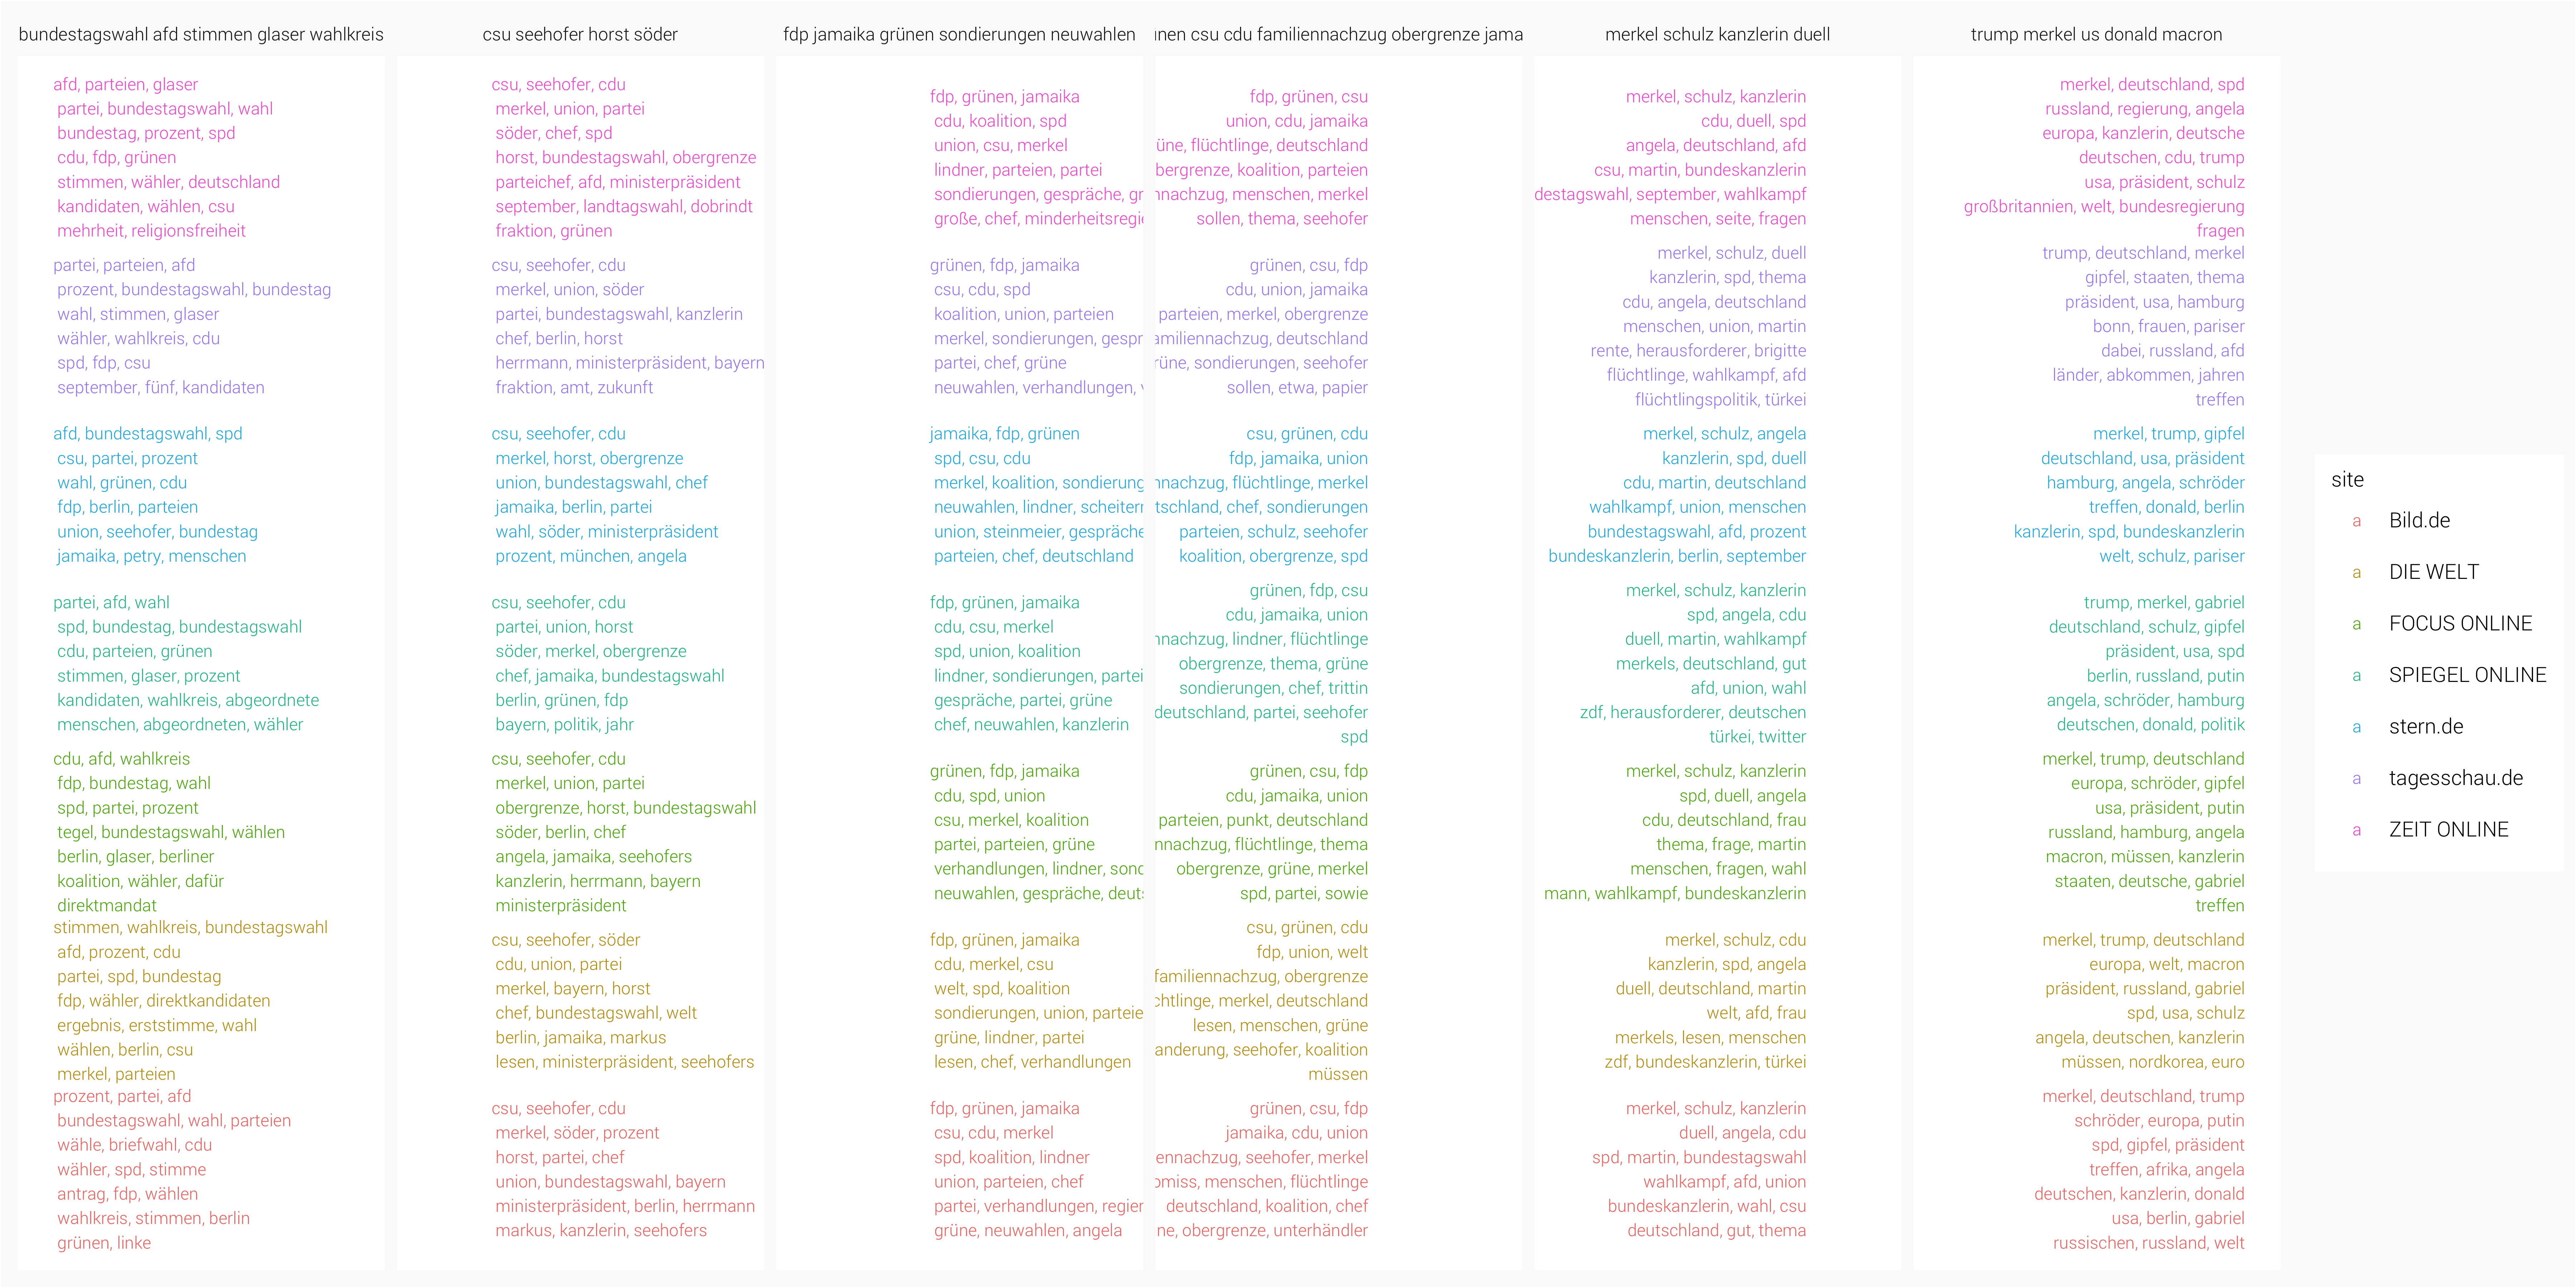 bundestagswahl afd stimmen glaser wahlkreis
afd, parteien, glaser
partei, bundestagswahl, wahl
bundestag, prozent, spd
cdu, fdp, grünen
stimmen, wähler, deutschland
kandidaten, wählen, csu
mehrheit, religionsfreiheit
partei, parteien, afd
prozent, bundestagswahl, bundestag
wahl, stimmen, glaser
wähler, wahlkreis, cdu
spd, fdp, csu
september, fünf, kandidaten
afd, bundestagswahl, spd
csu, partei, prozent
wahl, grünen, cdu
fdp, berlin, parteien
union, seehofer, bundestag
jamaika, petry, menschen
partei, afd, wahl
spd, bundestag, bundestagswahl
cdu, parteien, grünen
stimmen, glaser, prozent
kandidaten, wahlkreis, abgeordnete
menschen, abgeordneten, wähler
cdu, afd, wahlkreis
fdp, bundestag, wahl
spd, partei, prozent
tegel, bundestagswahl, wählen
berlin, glaser, berliner
koalition, wähler, dafür
direktmandat
stimmen, wahlkreis, bundestagswahl
afd, prozent, cdu
partei, spd, bundestag
fdp, wähler, direktkandidaten
ergebnis, erststimme, wahl
wählen, berlin, csu
merkel, parteien
prozent, partei, afd
bundestagswahl, wahl, parteien
wähle, briefwahl, cdu
wähler, spd, stimme
antrag, fdp, wählen
wahlkreis, stimmen, berlin
grünen, linke
csu seehofer horst söder
csu, seehofer, cdu
merkel, union, partei
söder, chef, spd
horst, bundestagswahl, obergrenze
parteichef, afd, ministerpräsident
september, landtagswahl, dobrindt
fraktion, grünen
csu, seehofer, cdu
merkel, union, söder
partei, bundestagswahl, kanzlerin
chef, berlin, horst
herrmann, ministerpräsident, bayern
fraktion, amt, zukunft
csu, seehofer, cdu
merkel, horst, obergrenze
union, bundestagswahl, chef
jamaika, berlin, partei
wahl, söder, ministerpräsident
prozent, münchen, angela
csu, seehofer, cdu
partei, union, horst
söder, merkel, obergrenze
chef, jamaika, bundestagswahl
berlin, grünen, fdp
bayern, politik, jahr
csu, seehofer, cdu
merkel, union, partei
obergrenze, horst, bundestagswahl
söder, berlin, chef
angela, jamaika, seehofers
kanzlerin, herrmann, bayern
ministerpräsident
csu, seehofer, söder
cdu, union, partei
merkel, bayern, horst
chef, bundestagswahl, welt
berlin, jamaika, markus
lesen, ministerpräsident, seehofers
csu, seehofer, cdu
merkel, söder, prozent
horst, partei, chef
union, bundestagswahl, bayern
ministerpräsident, berlin, herrmann
markus, kanzlerin, seehofers
fdp jamaika grünen sondierungen neuwahlen
fdp, grünen, jamaika
cdu, koalition, spd
union, csu, merkel
lindner, parteien, partei
sondierungen, gespräche, gr
große, chef, minderheitsregi
grünen, fdp, jamaika
csu, cdu, spd
koalition, union, parteien
merkel, sondierungen, gespr
partei, chef, grüne
neuwahlen, verhandlungen,
jamaika, fdp, grünen
spd, csu, cdu
merkel, koalition, sondierung
neuwahlen, lindner, scheiter
union, steinmeier, gespräche
parteien, chef, deutschland
fdp, grünen, jamaika
cdu, csu, merkel
spd, union, koalition
lindner, sondierungen, partei
gespräche, partei, grüne
chef, neuwahlen, kanzlerin
grünen, fdp, jamaika
cdu, spd, union
csu, merkel, koalition
partei, parteien, grüne
verhandlungen, lindner, sond
neuwahlen, gespräche, deuts
fdp, grünen, jamaika
cdu, merkel, csu
welt, spd, koalition
sondierungen, union, parteie
grüne, lindner, partei
lesen, chef, verhandlungen
fdp, grünen, jamaika
csu, cdu, merkel
spd, koalition, lindner
union, parteien, chef
partei, verhandlungen, regier
grüne, neuwahlen, angela
nen csu cdu familiennachzug obergrenze jama
fdp, grünen, csu
union, cdu, jamaika
üne, flüchtlinge, deutschland
bergrenze, koalition, parteien
nnachzug, menschen, merkel
sollen, thema, seehofer
grünen, csu, fdp
cdu, union, jamaika
parteien, merkel, obergrenze
amiliennachzug, deutschland
rüne, sondierungen, seehofer
sollen, etwa, papier
csu, grünen, cdu
fdp, jamaika, union
nnachzug, flüchtlinge, merkel
tschland, chef, sondierungen
parteien, schulz, seehofer
koalition, obergrenze, spd
grünen, fdp, csu
cdu, jamaika, union
nnachzug, lindner, flüchtlinge
obergrenze, thema, grüne
sondierungen, chef, trittin
deutschland, partei, seehofer
spd
grünen, csu, fdp
cdu, jamaika, union
parteien, punkt, deutschland
nnachzug, flüchtlinge, thema
obergrenze, grüne, merkel
spd, partei, sowie
csu, grünen, cdu
fdp, union, welt
familiennachzug, obergrenze
chtlinge, merkel, deutschland
lesen, menschen, grüne
anderung, seehofer, koalition
müssen
grünen, csu, fdp
jamaika, cdu, union
ennachzug, seehofer, merkel
omiss, menschen, flüchtlinge
deutschland, koalition, chef
ne, obergrenze, unterhändler
merkel schulz kanzlerin duell
merkel, schulz, kanzlerin
cdu, duell, spd
angela, deutschland, afd
csu, martin, bundeskanzlerin
destagswahl, september, wahlkampf
menschen, seite, fragen
merkel, schulz, duell
kanzlerin, spd, thema
cdu, angela, deutschland
menschen, union, martin
rente, herausforderer, brigitte
flüchtlinge, wahlkampf, afd
flüchtlingspolitik, türkei
merkel, schulz, angela
kanzlerin, spd, duell
cdu, martin, deutschland
wahlkampf, union, menschen
bundestagswahl, afd, prozent
bundeskanzlerin, berlin, september
merkel, schulz, kanzlerin
spd, angela, cdu
duell, martin, wahlkampf
merkels, deutschland, gut
afd, union, wahl
zdf, herausforderer, deutschen
türkei, twitter
merkel, schulz, kanzlerin
spd, duell, angela
cdu, deutschland, frau
thema, frage, martin
menschen, fragen, wahl
mann, wahlkampf, bundeskanzlerin
merkel, schulz, cdu
kanzlerin, spd, angela
duell, deutschland, martin
welt, afd, frau
merkels, lesen, menschen
zdf, bundeskanzlerin, türkei
merkel, schulz, kanzlerin
duell, angela, cdu
spd, martin, bundestagswahl
wahlkampf, afd, union
bundeskanzlerin, wahl, csu
deutschland, gut, thema
trump merkel us donald macron
merkel, deutschland, spd
russland, regierung, angela
europa, kanzlerin, deutsche
deutschen, cdu, trump
usa, präsident, schulz
großbritannien, welt, bundesregierung
fragen
trump, deutschland, merkel
gipfel, staaten, thema
präsident, usa, hamburg
bonn, frauen, pariser
dabei, russland, afd
länder, abkommen, jahren
treffen
merkel, trump, gipfel
deutschland, usa, präsident
hamburg, angela, schröder
treffen, donald, berlin
kanzlerin, spd, bundeskanzlerin
welt, schulz, pariser
trump, merkel, gabriel
deutschland, schulz, gipfel
präsident, usa, spd
berlin, russland, putin
angela, schröder, hamburg
deutschen, donald, politik
merkel, trump, deutschland
europa, schröder, gipfel
usa, präsident, putin
russland, hamburg, angela
macron, müssen, kanzlerin
staaten, deutsche, gabriel
treffen
merkel, trump, deutschland
europa, welt, macron
präsident, russland, gabriel
spd, usa, schulz
angela, deutschen, kanzlerin
müssen, nordkorea, euro
merkel, deutschland, trump
schröder, europa, putin
spd, gipfel, präsident
treffen, afrika, angela
deutschen, kanzlerin, donald
usa, berlin, gabriel
russischen, russland, welt
site
a Bild.de
a DIE WELT
a FOCUS ONLINE
a SPIEGEL ONLINE
a stern.de
a tagesschau.de
a ZEIT ONLINE